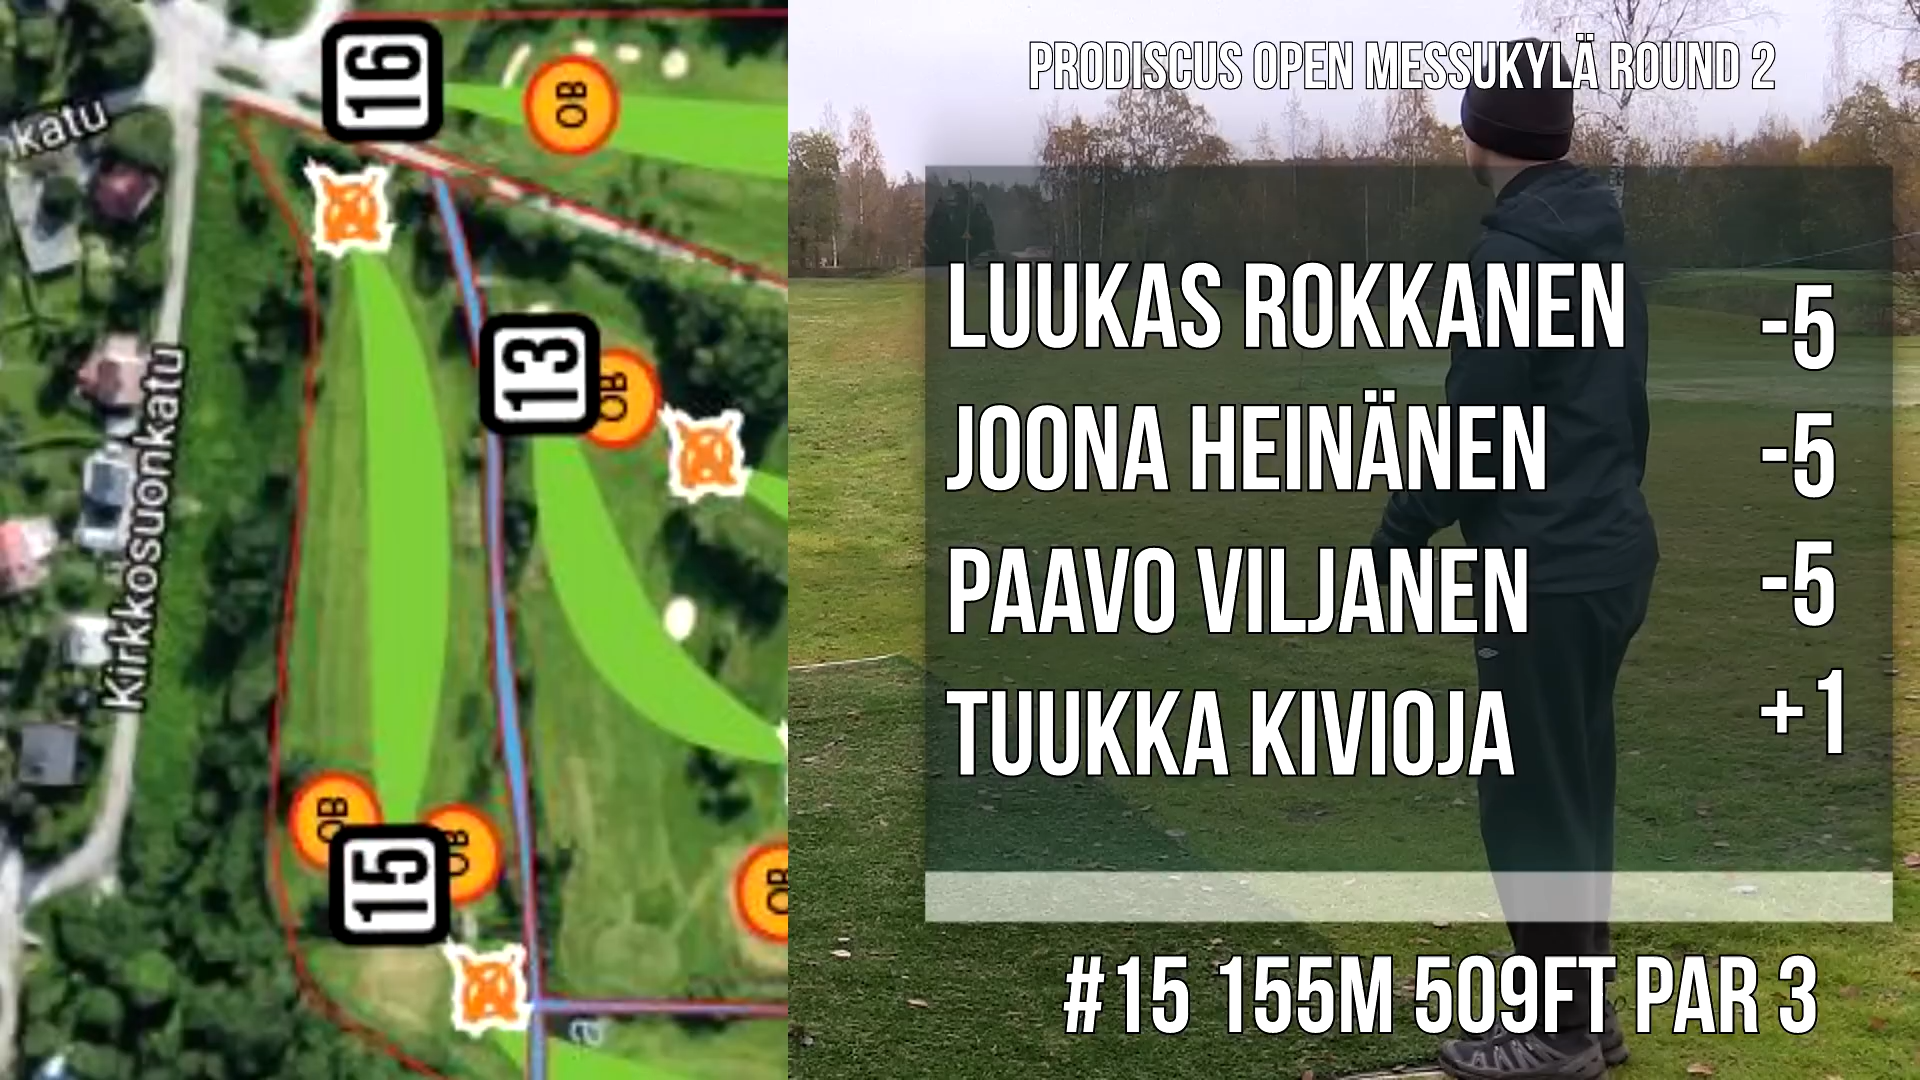 katu
16
OB
Kirkkosuonkatu
13
OB
OB
15
OB
OB
a
PRODISCUS OPEN MESSUKYLÄ ROUND 2
LUUKAS ROKKANEN -5
JOONA HEINÄNEN -5
PAAVO VILJANEN -5
TUUKKA KIVIOJA +1
#15 155M 509FT PAR 3